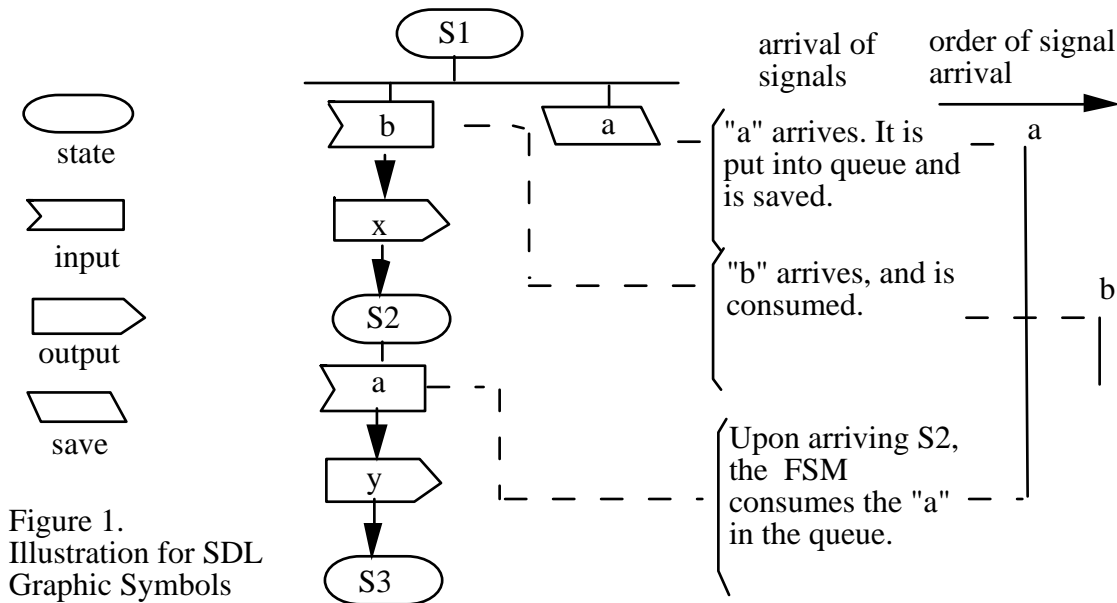 S1
arrival of
signals
order of signal
arrival
state
b
a
"a" arrives. It is
put into queue and
is saved.
a
input
x
"b" arrives, and is
consumed.
b
output
S2
a
save
Upon arriving S2,
the FSM
consumes the "a"
in the queue.
y
S3
Figure 1.
Illustration for SDL
Graphic Symbols